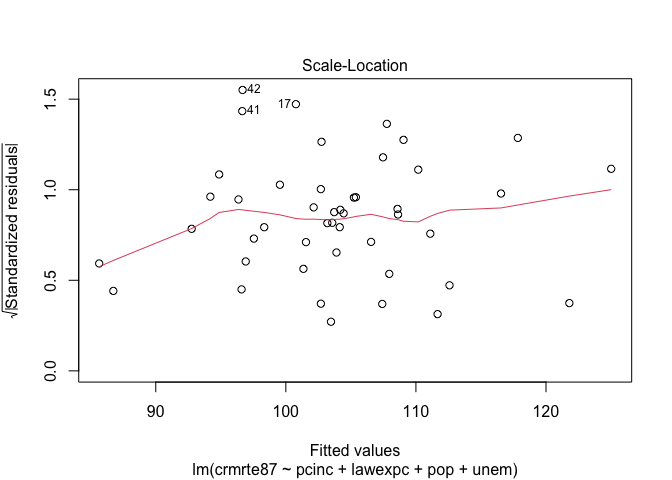 Scale-Location
√|Standardized residuals|
1.5
1.0
0.5
0.0
42
41
17
90 100 110 120
Fitted values
lm(crmrte87 ~ pcinc + lawexpc + pop + unem)